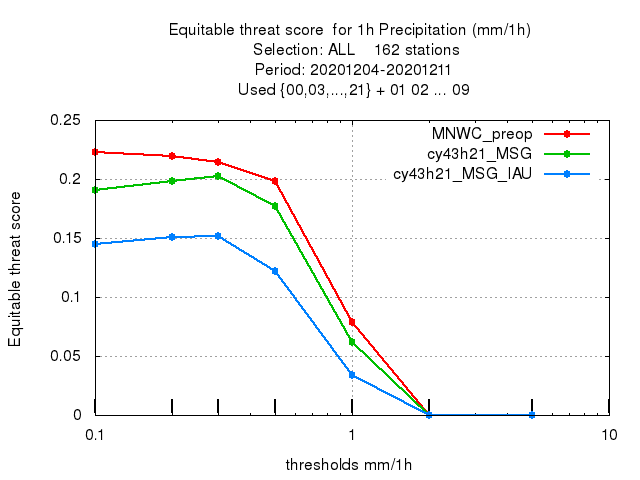 Equitable threat score  for 1h Precipitation (mm/1h)
Selection: ALL    162 stations
Period: 20201204-20201211
Used {00,03,...,21} + 01 02 ... 09
MNWC_preop
cy43h21_MSG
cy43h21_MSG_IAU
Equitable threat score
0.25
0.2
0.15
0.1
0.05
0
0.1 1 10
thresholds mm/1h